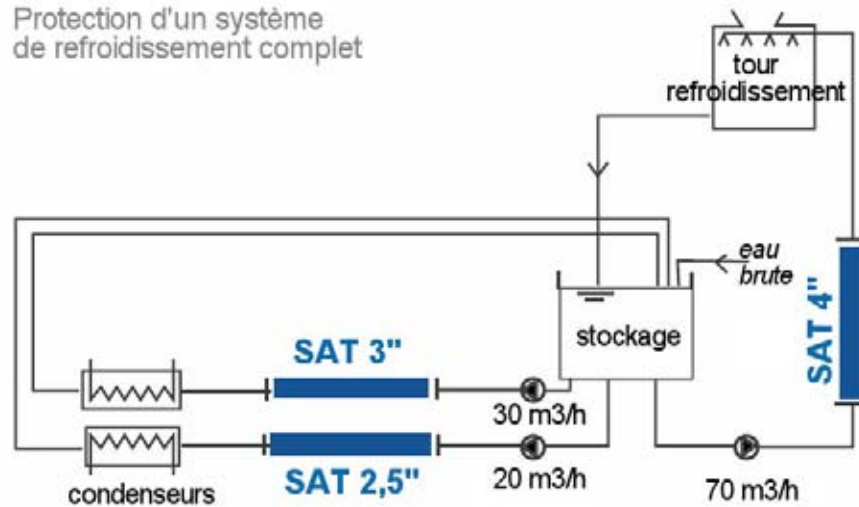 Protection d'un système
de refroidissement complet
tour
refroidissement
eau
brute
stockage
SAT 4"
SAT 3"
30 m3/h
SAT 2,5"
20 m3/h
70 m3/h
condenseurs